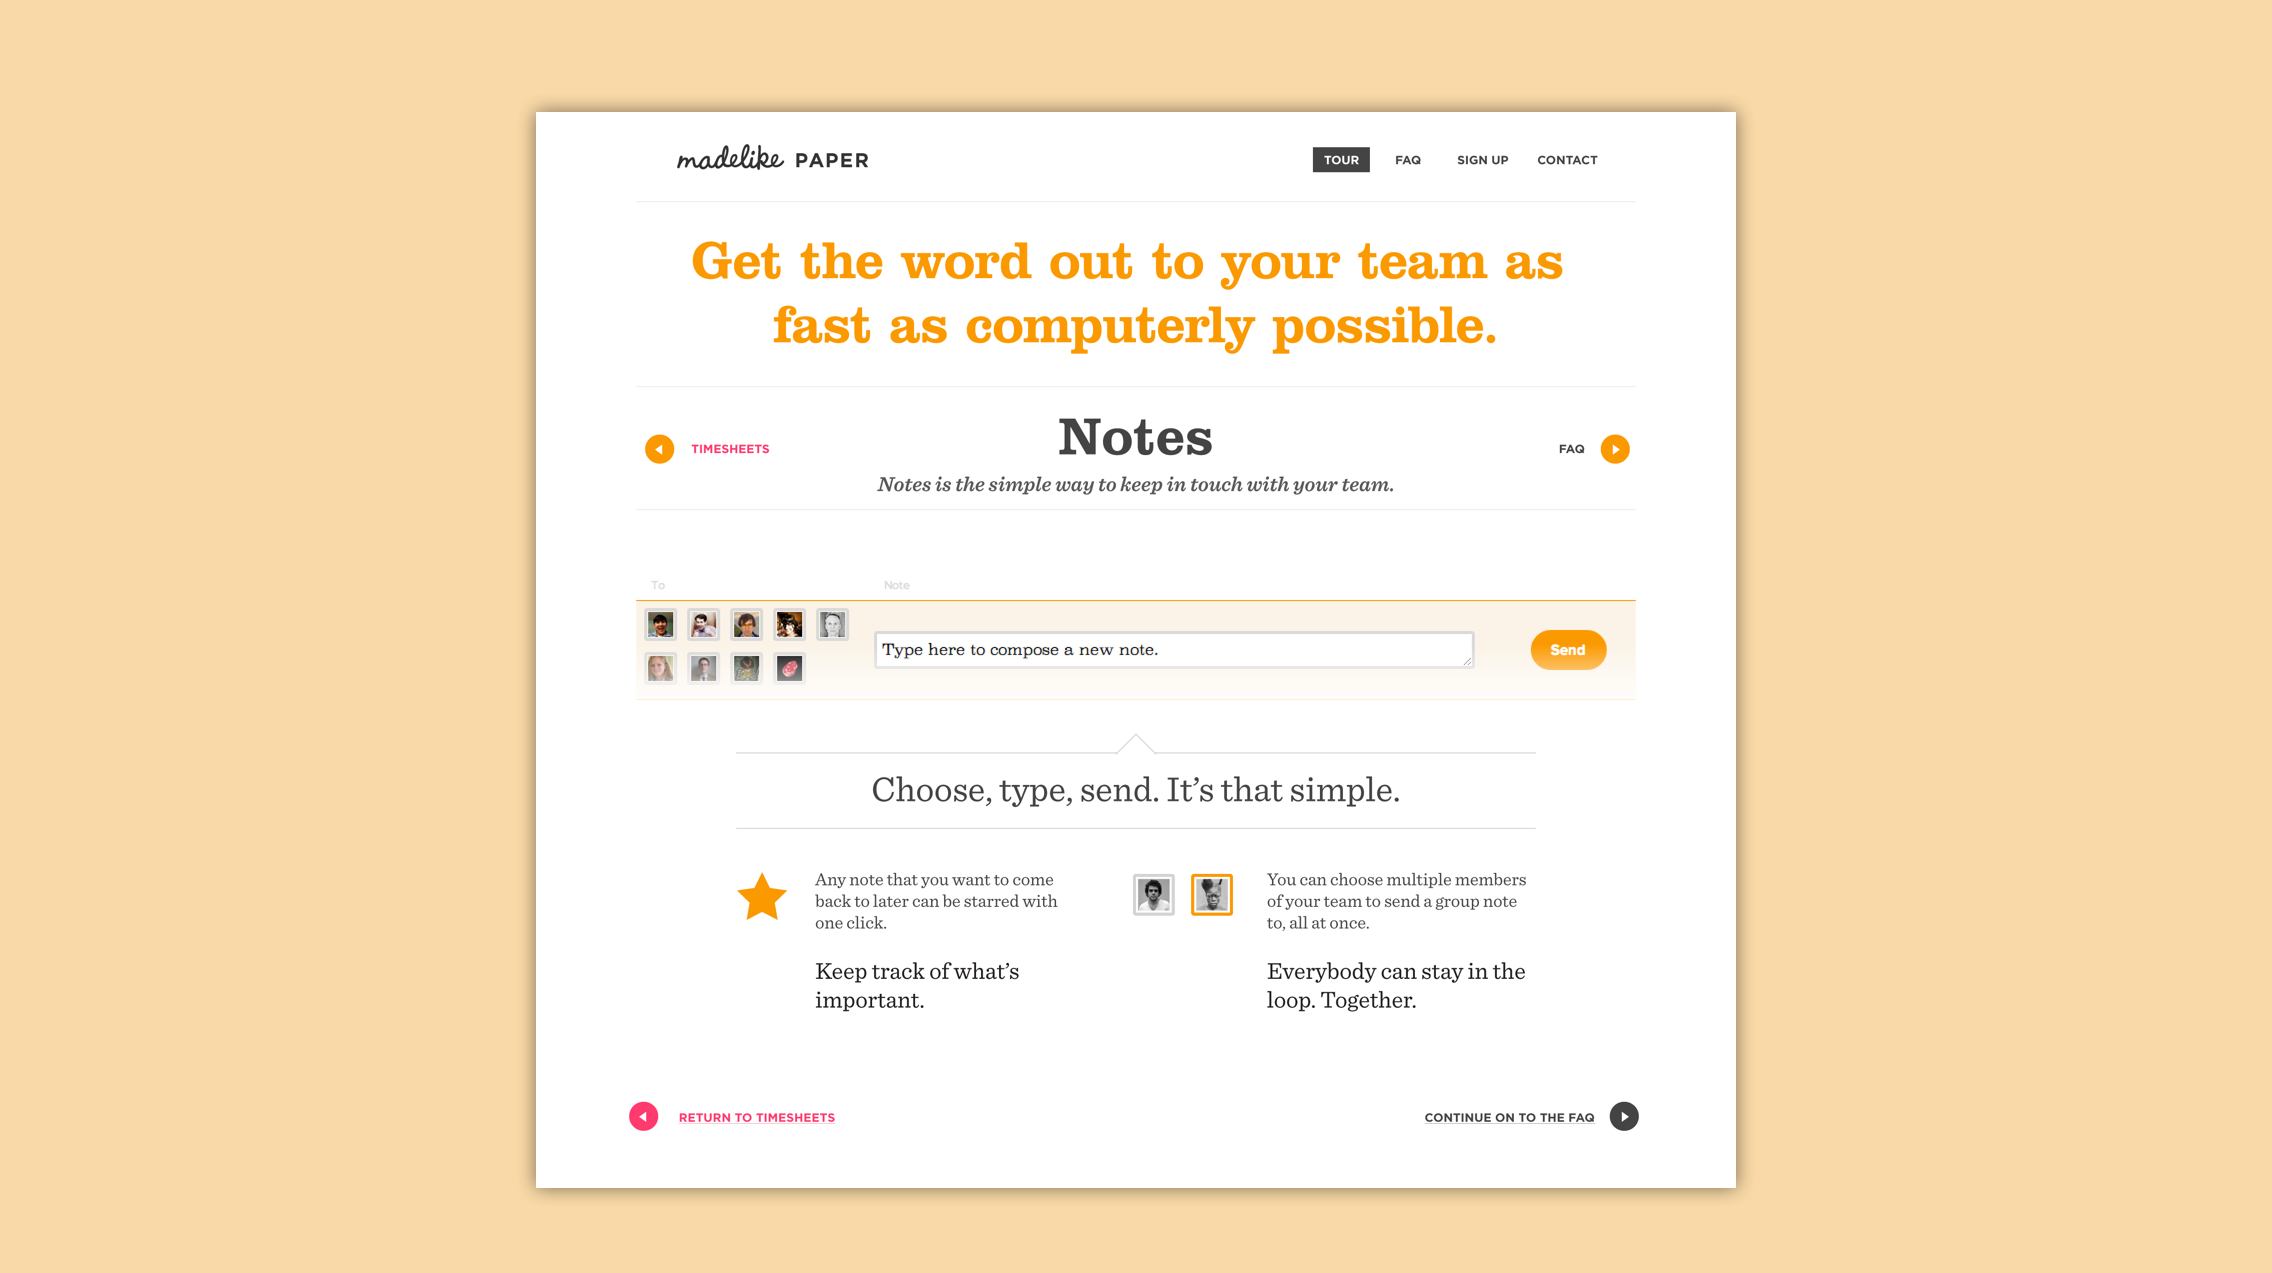 madelike PAPER
TOUR FAQ SIGN UP CONTACT
Get the word out to your team as
fast as computerly possible.
TIMESHEETS
Notes
FAQ
Notes is the simple way to keep in touch with your team.
To
Note
Type here to compose a new note.
Send
Choose, type, send. It’s that simple.
Any note that you want to come
back to later can be starred with
one click.
Keep track of what’s
important.
You can choose multiple members
of your team to send a group note
to, all at once.
Everybody can stay in the
loop. Together.
RETURN TO TIMESHEETS
CONTINUE ON TO THE FAQ